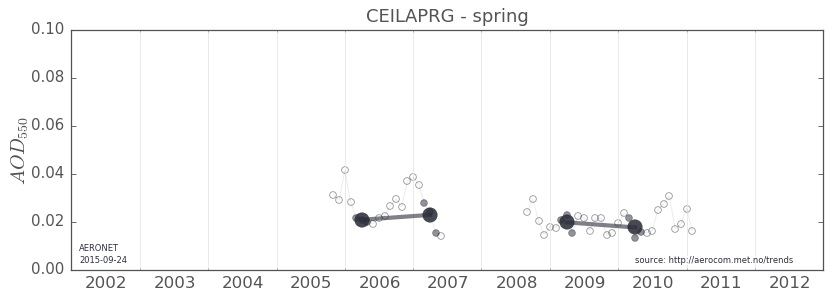 CEILAPRG - spring
0.10
0.08
0.06
0.04
0.02
0.00
AOD550
AERONET
2015-09-24
source: http://aerocom.met.no/trends
2002 2003 2004 2005 2006 2007 2008 2009 2010 2011 2012